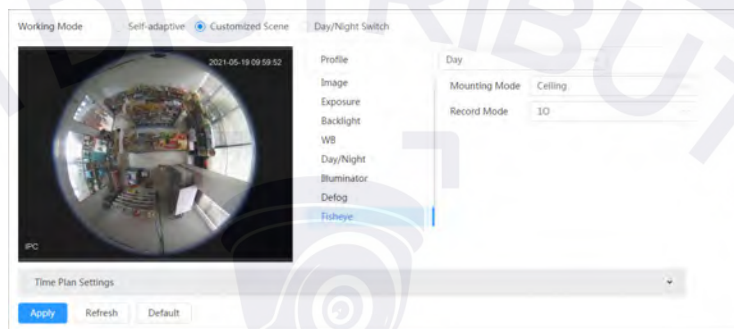 Working Mode Self-adaptive Customized Scene Day/Night Switch
2021-05-19 09:59:52
IPC
Profile Day
Image
Exposure
Backlight
WB
Day/Night
Illuminator
Defog
Fisheye
Mounting Mode Ceiling
Record Mode 1O
Time Plan Settings
Apply Refresh Default